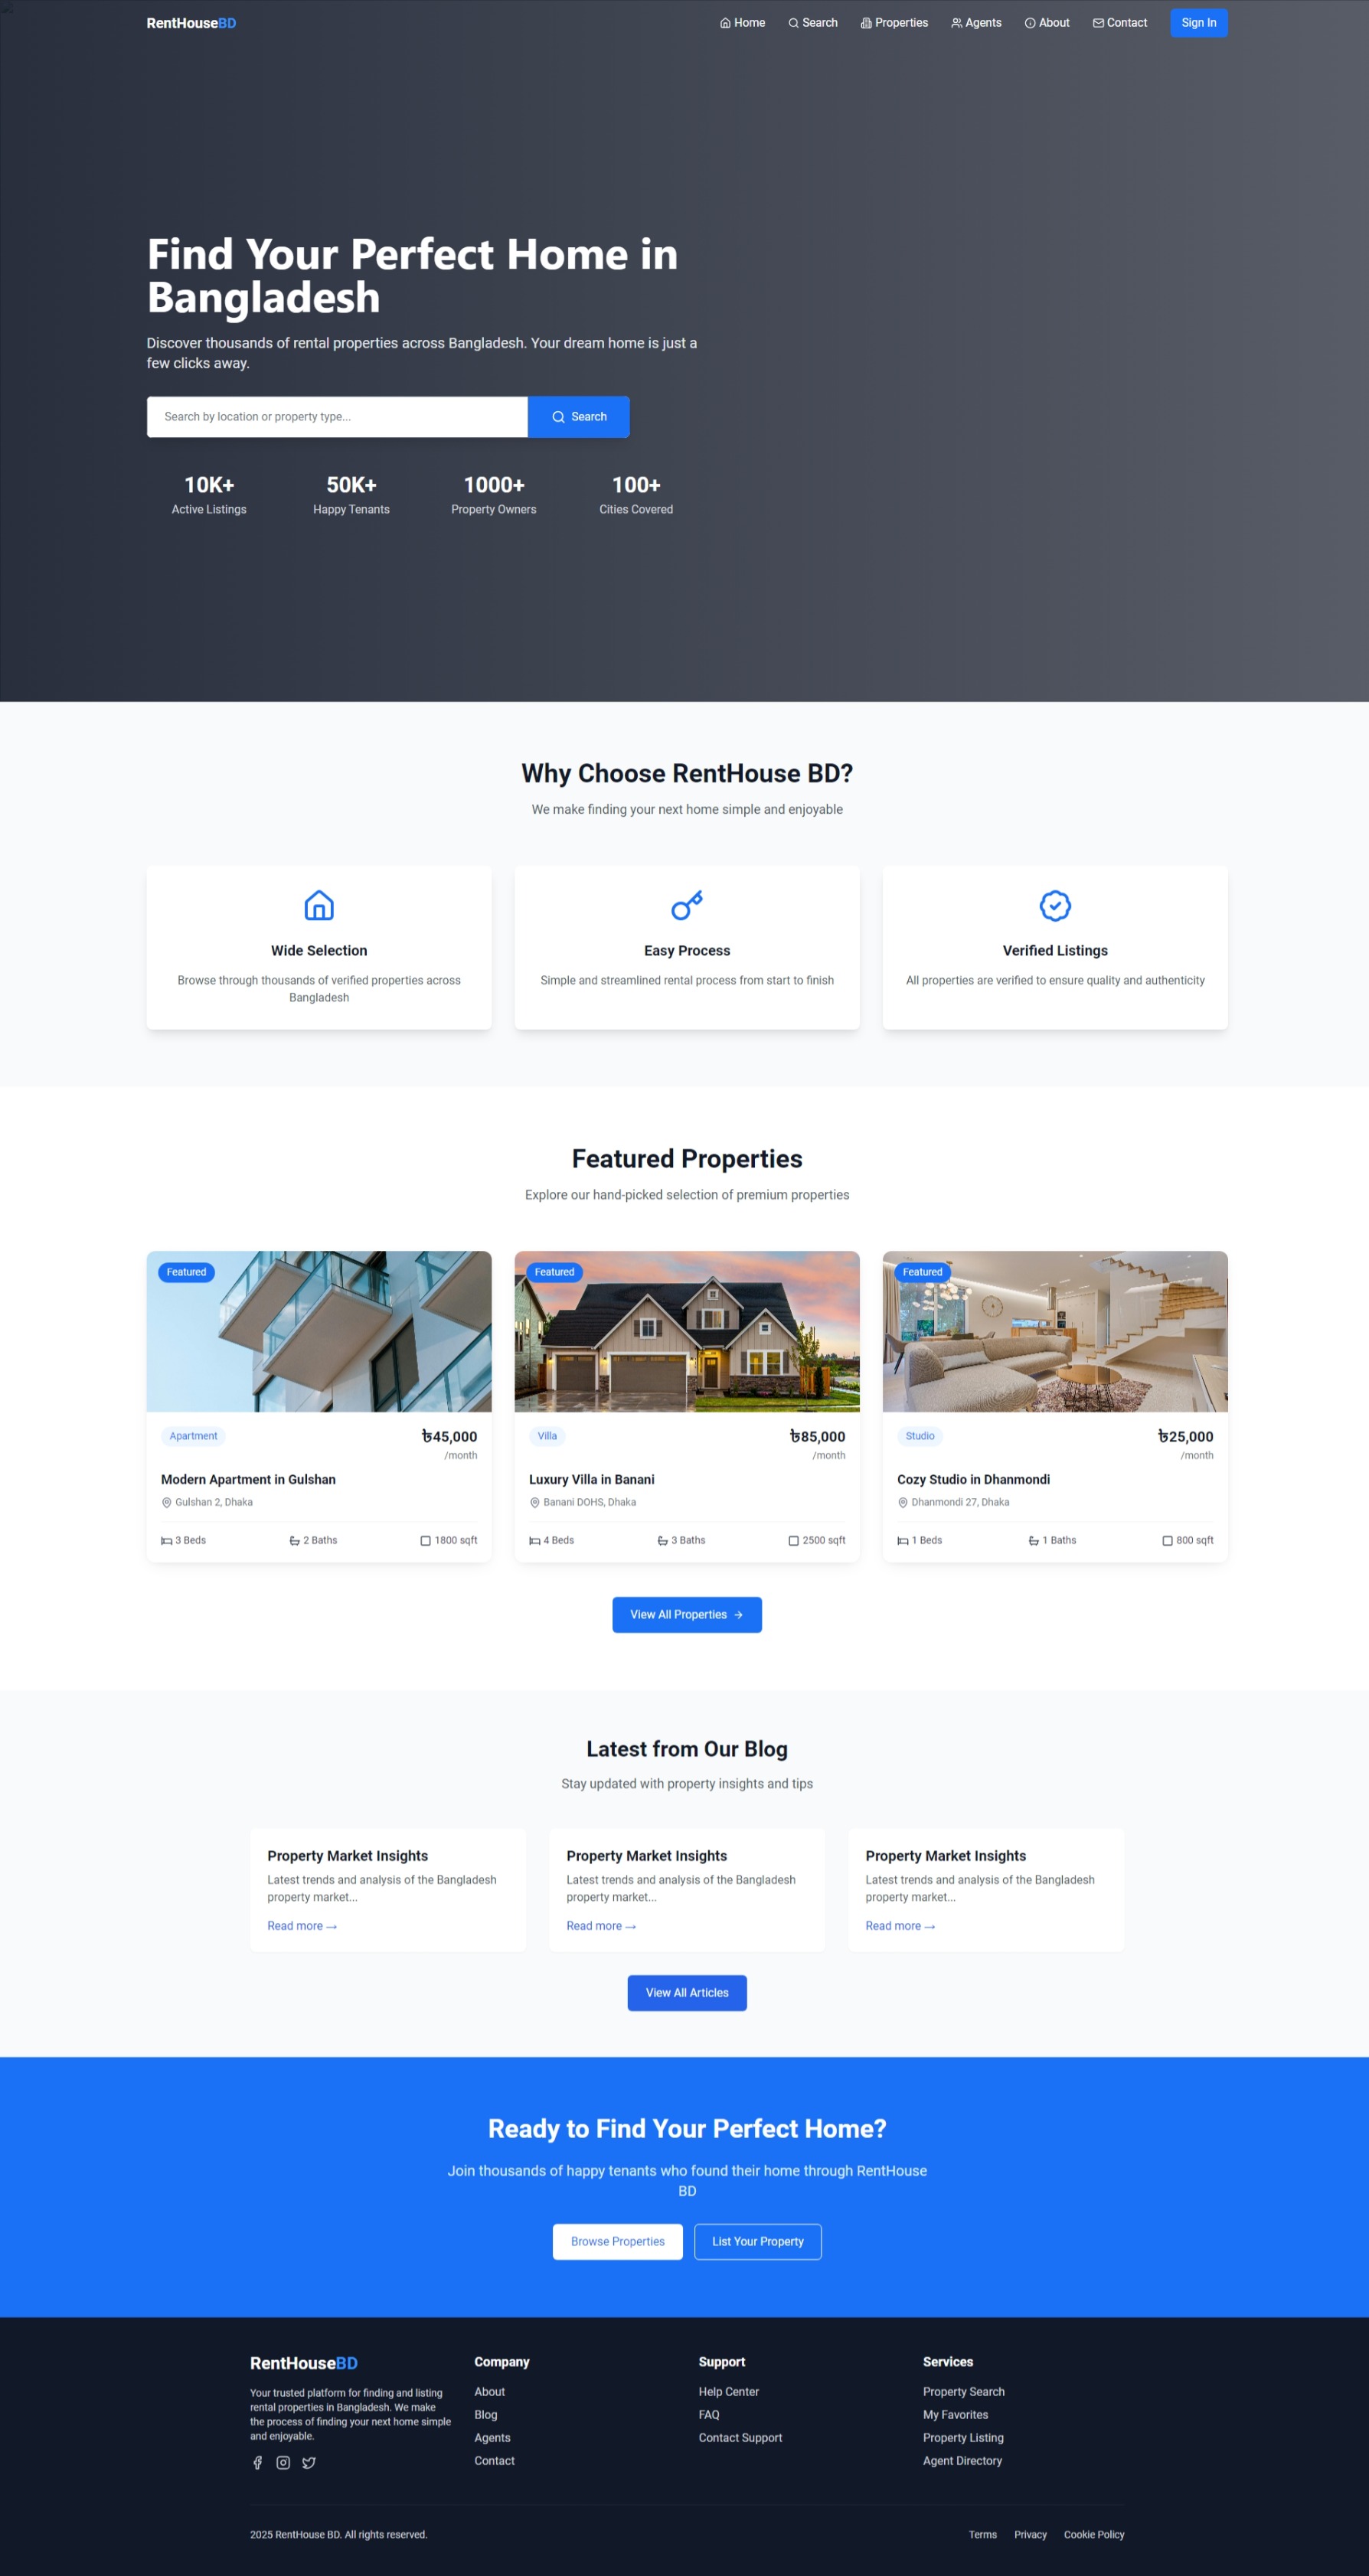 RentHouseBD
Home
Search
Properties
Agents
About
Contact
Sign In
Find Your Perfect Home in
Bangladesh
Discover thousands of rental properties across Bangladesh. Your dream home is just a
few clicks away.
Search by location or property type...
Search
10K+
Active Listings
50K+
Happy Tenants
1000+
Property Owners
100+
Cities Covered
Why Choose RentHouse BD?
We make finding your next home simple and enjoyable
Wide Selection
Browse through thousands of verified properties across
Bangladesh
Easy Process
Simple and streamlined rental process from start to finish
Verified Listings
All properties are verified to ensure quality and authenticity
Featured Properties
Explore our hand-picked selection of premium properties
Featured
Apartment
৳45,000
/month
Modern Apartment in Gulshan
Gulshan 2, Dhaka
3 Beds
2 Baths
1800 sqft
Featured
Villa
৳85,000
/month
Luxury Villa in Banani
Banani DOHS, Dhaka
4 Beds
3 Baths
2500 sqft
Featured
Studio
৳25,000
/month
Cozy Studio in Dhanmondi
Dhanmondi 27, Dhaka
1 Beds
1 Baths
800 sqft
View All Properties →
Latest from Our Blog
Stay updated with property insights and tips
Property Market Insights
Latest trends and analysis of the Bangladesh
property market...
Read more →
Property Market Insights
Latest trends and analysis of the Bangladesh
property market...
Read more →
Property Market Insights
Latest trends and analysis of the Bangladesh
property market...
Read more →
View All Articles
Ready to Find Your Perfect Home?
Join thousands of happy tenants who found their home through RentHouse
BD
Browse Properties
List Your Property
RentHouseBD
Your trusted platform for finding and listing
rental properties in Bangladesh. We make
the process of finding your next home simple
and enjoyable.
Company
About
Blog
Agents
Contact
Support
Help Center
FAQ
Contact Support
Services
Property Search
My Favorites
Property Listing
Agent Directory
2025 RentHouse BD. All rights reserved.
Terms
Privacy
Cookie Policy